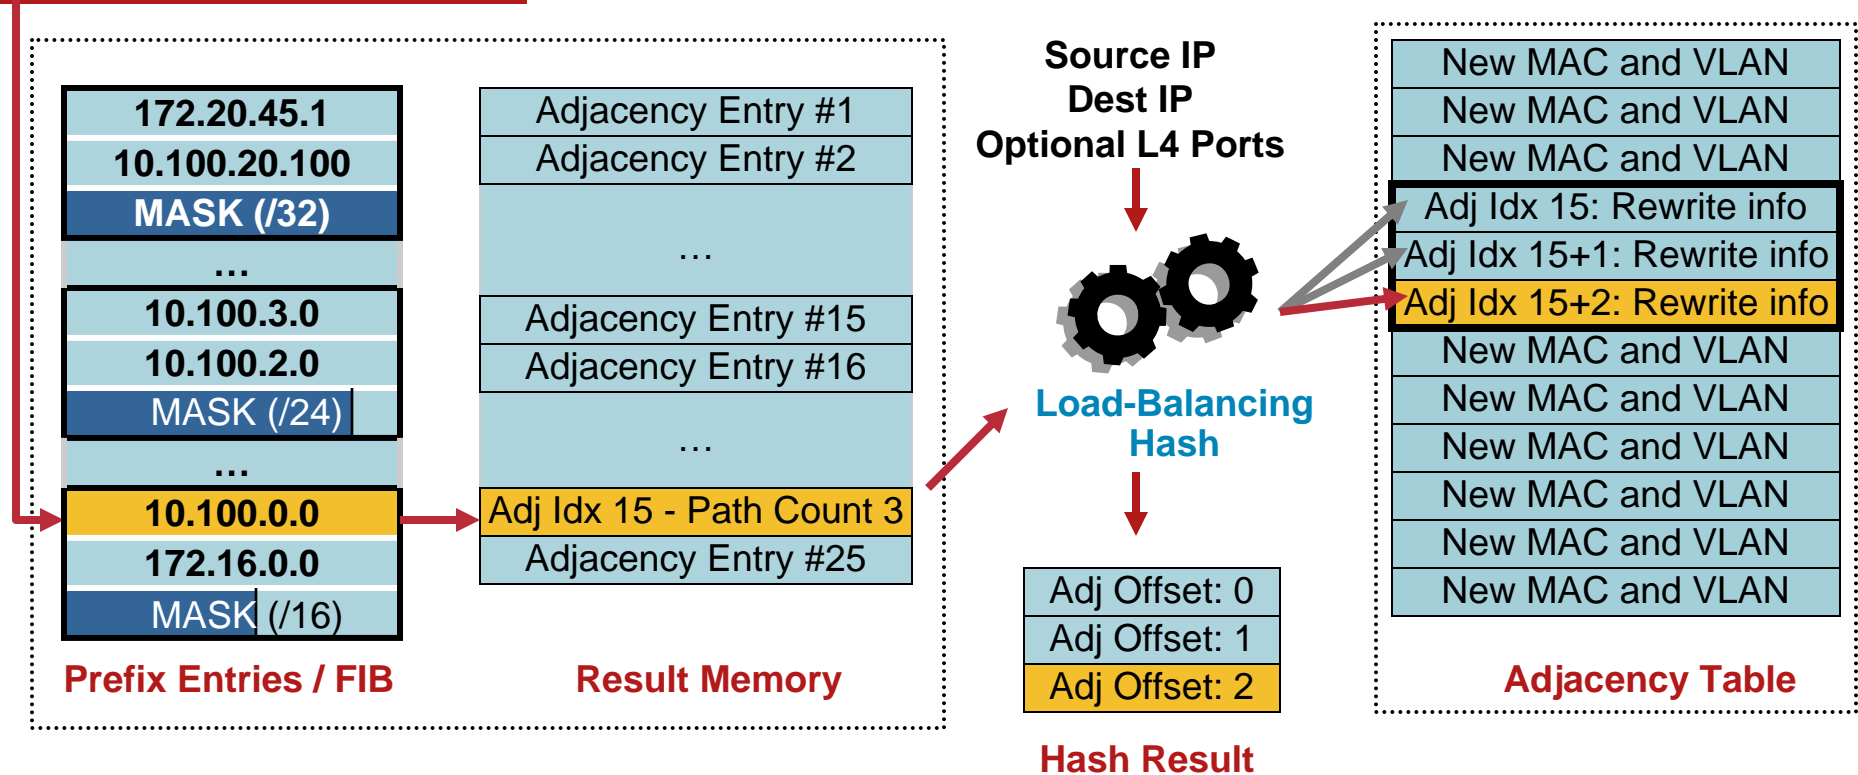 172.20.45.1
10.100.20.100
MASK (/32)
...
10.100.3.0
10.100.2.0
MASK (/24)
...
10.100.0.0
172.16.0.0
MASK (/16)
Prefix Entries / FIB
Adjacency Entry #1
Adjacency Entry #2
...
Adjacency Entry #15
Adjacency Entry #16
...
Adj Idx 15 - Path Count 3
Adjacency Entry #25
Result Memory
Source IP
Dest IP
Optional L4 Ports
Load-Balancing
Hash
Adj Offset: 0
Adj Offset: 1
Adj Offset: 2
Hash Result
New MAC and VLAN
New MAC and VLAN
New MAC and VLAN
Adj Idx 15: Rewrite info
Adj Idx 15+1: Rewrite info
Adj Idx 15+2: Rewrite info
New MAC and VLAN
New MAC and VLAN
New MAC and VLAN
New MAC and VLAN
New MAC and VLAN
New MAC and VLAN
Adjacency Table